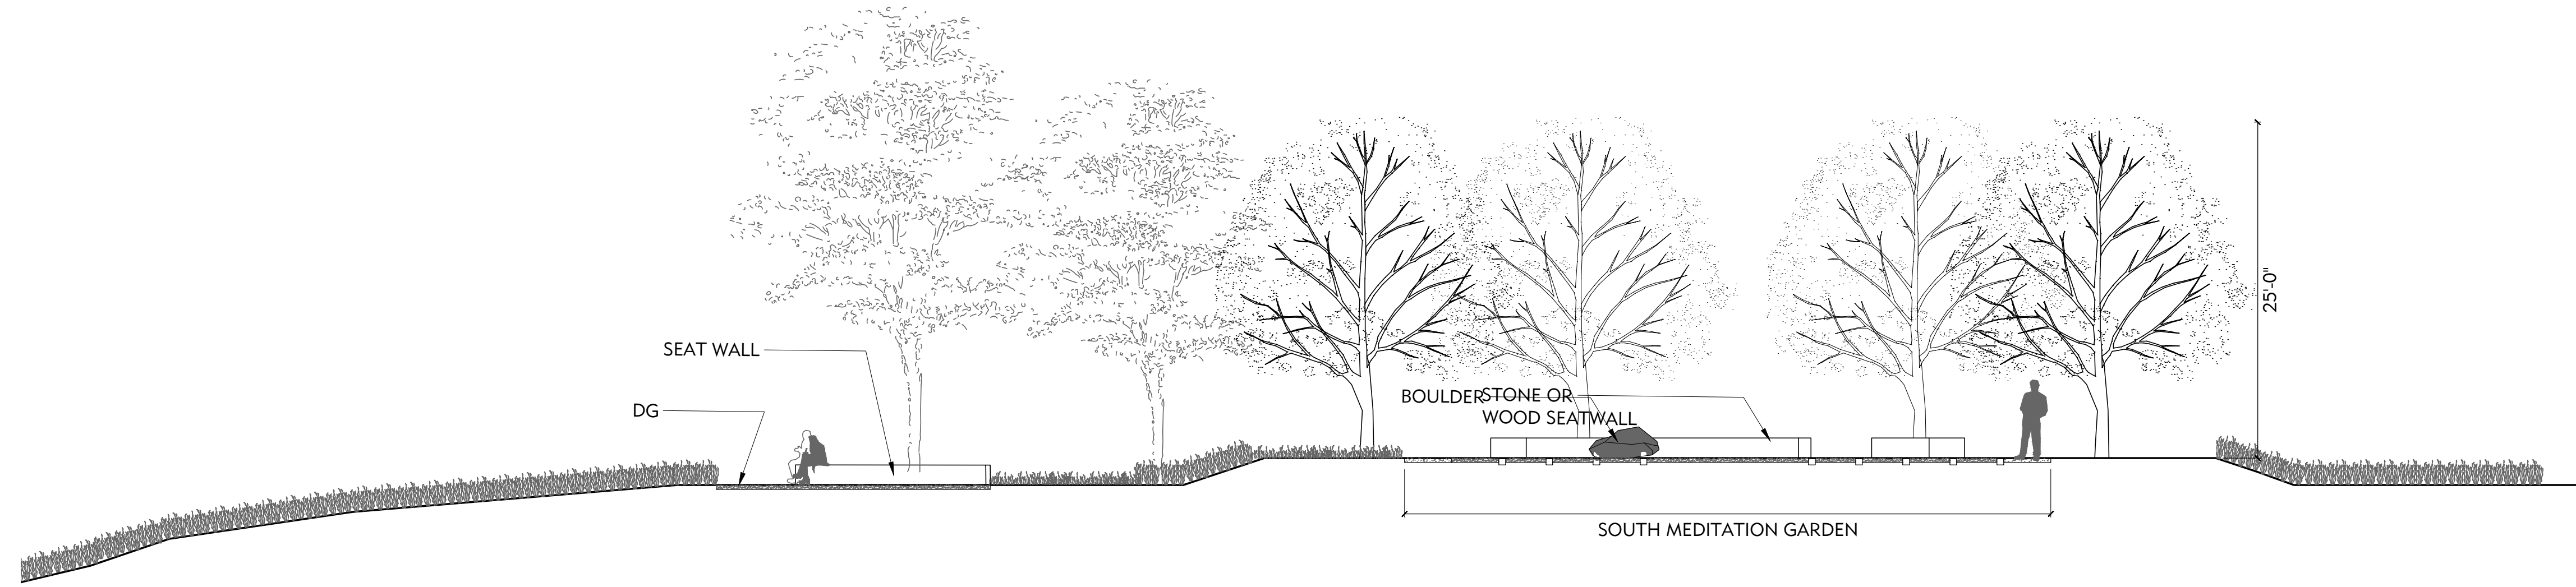 SEAT WALL
DG
BOULDER
STONE OR
WOOD SEATWALL
25'-0"
SOUTH MEDITATION GARDEN